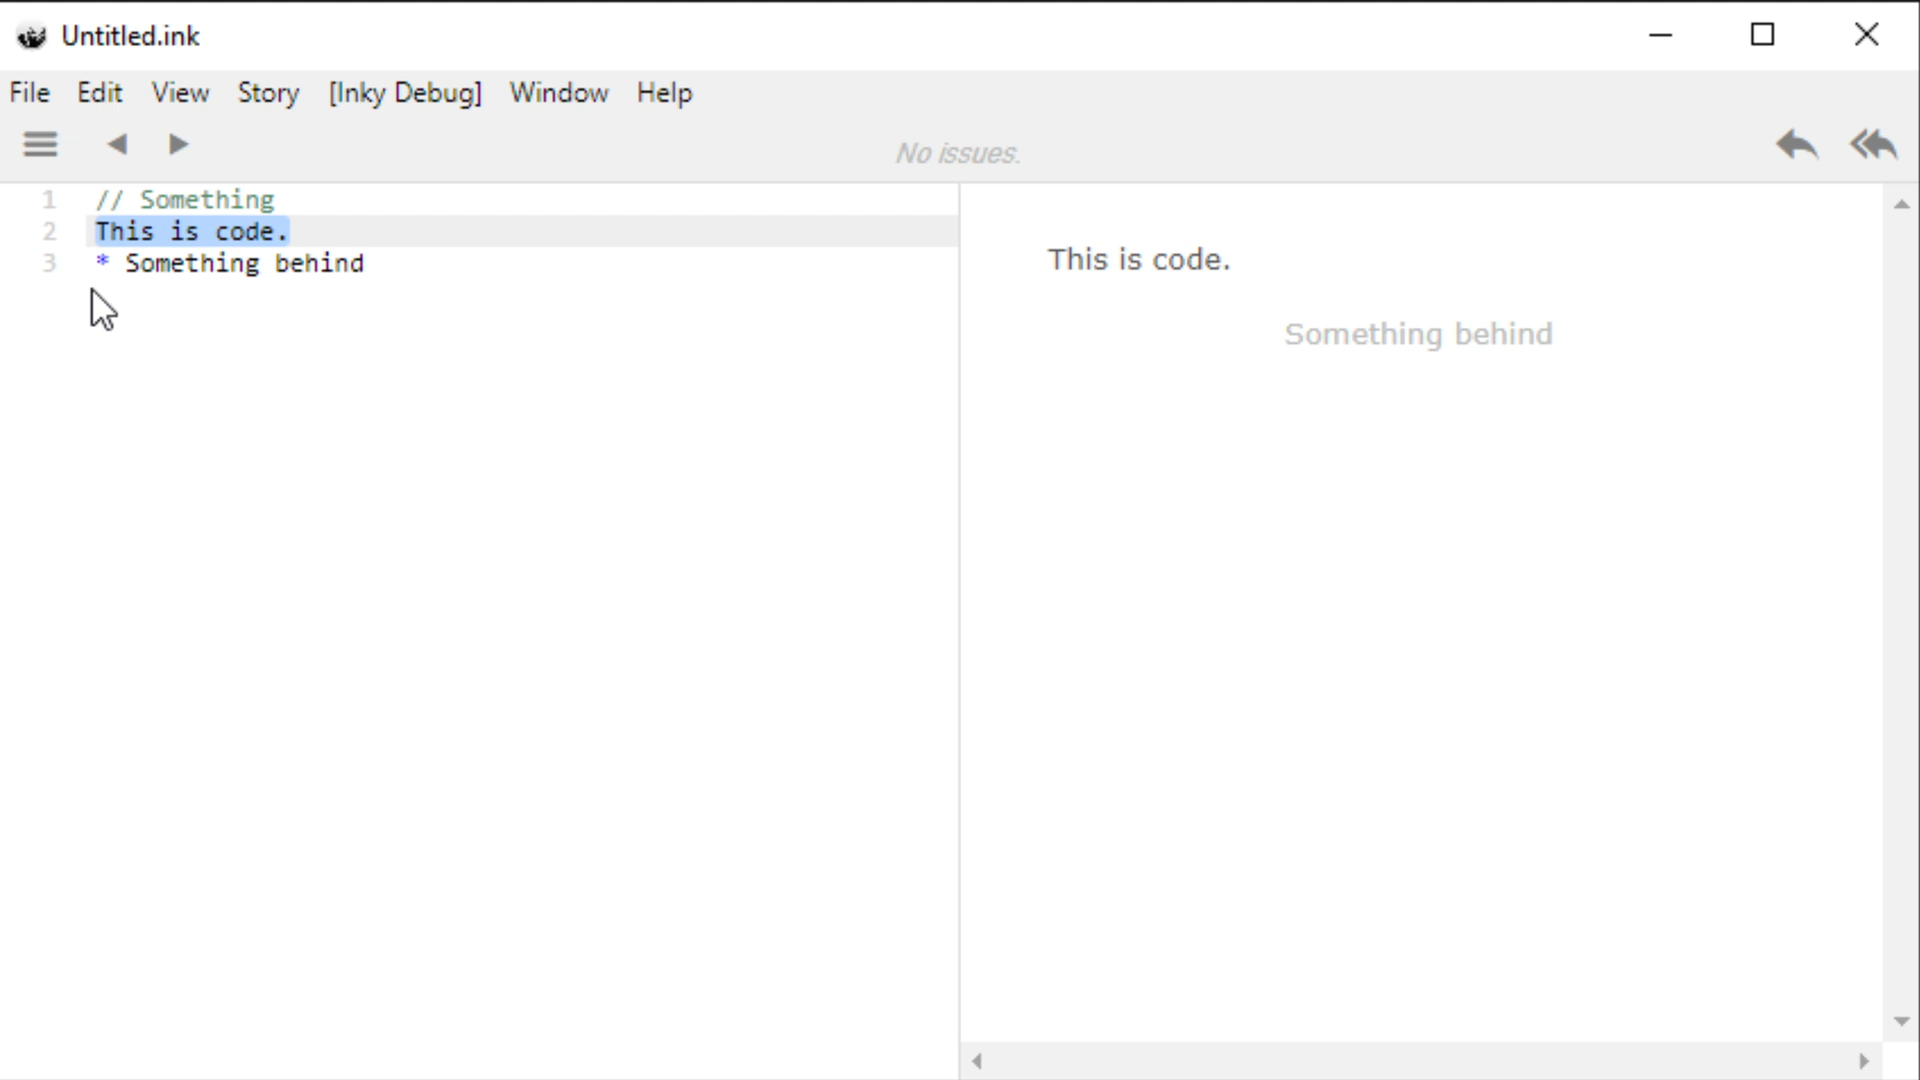 Untitled.ink
File Edit View Story [Inky Debug] Window Help
No issues.
1 // Something
2 This is code.
3 * Something behind
This is code.
Something behind